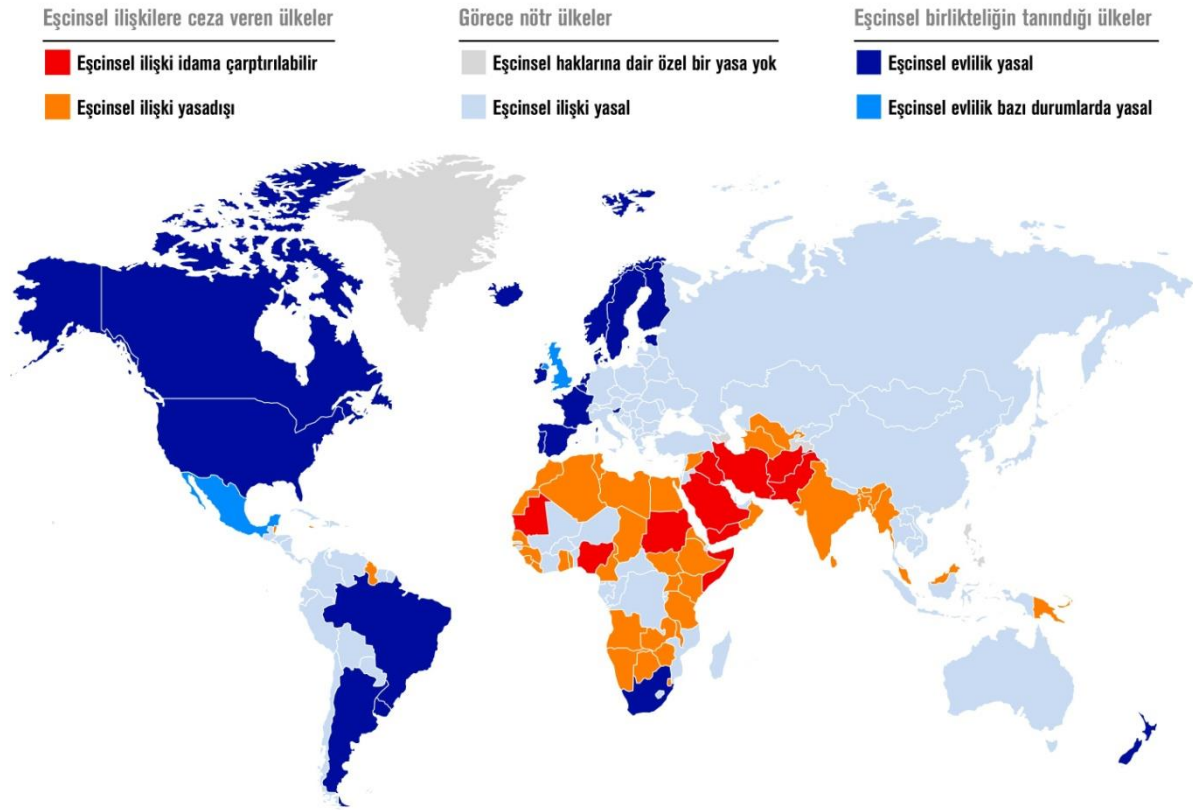 Eşcinsel ilişkilere ceza veren ülkeler
Eşcinsel ilişki idama çarptırılabilir
Eşcinsel ilişki yasadışı
Görece nötr ülkeler
Eşcinsel haklarına dair özel bir yasa yok
Eşcinsel ilişki yasal
Eşcinsel birlikteliğin tanındığı ülkeler
Eşcinsel evlilik yasal
Eşcinsel evlilik bazı durumlarda yasal